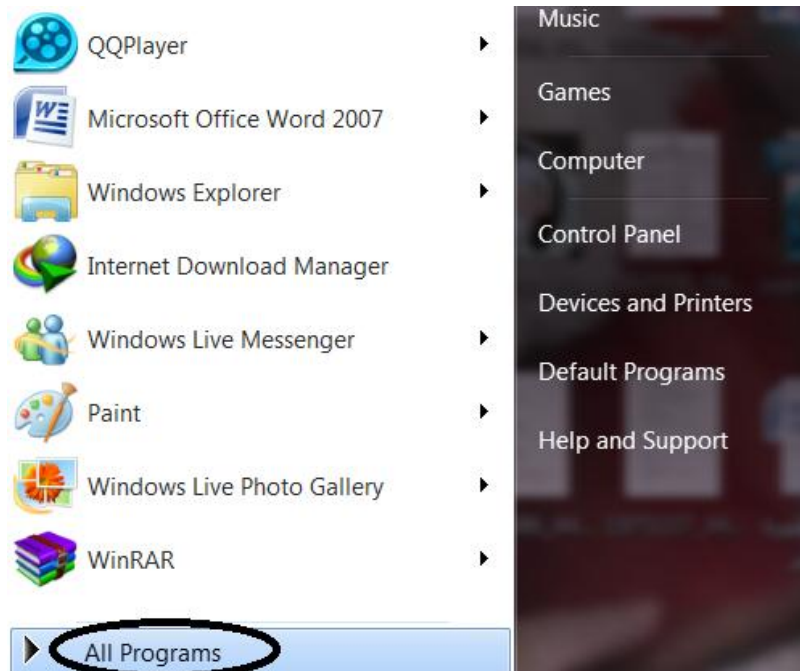 QQPlayer
Microsoft Office Word 2007
Windows Explorer
Internet Download Manager
Windows Live Messenger
Paint
Windows Live Photo Gallery
WinRAR
All Programs
Music
Games
Computer
Control Panel
Devices and Printers
Default Programs
Help and Support